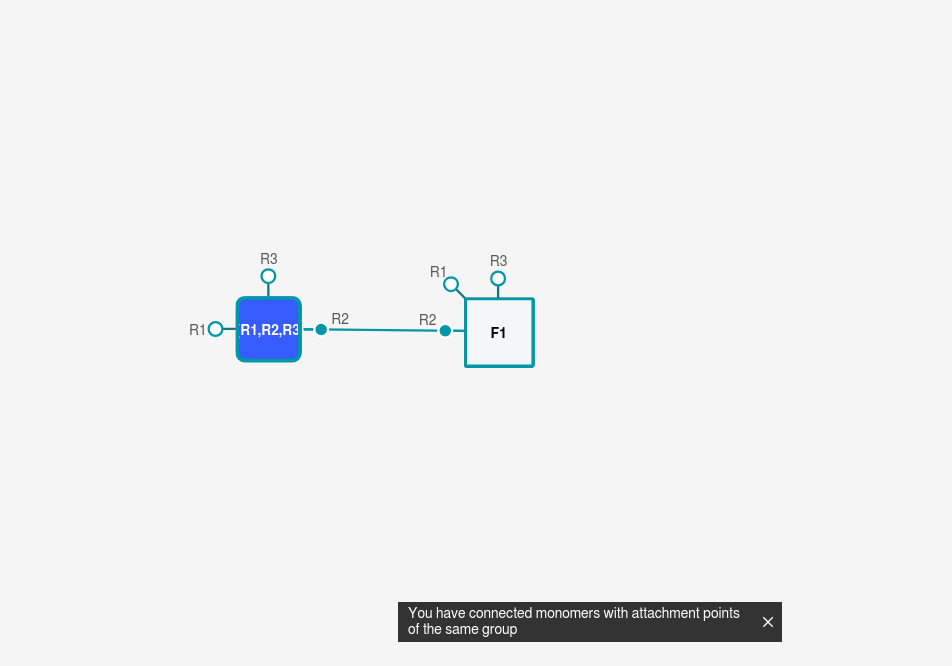 R3
R3
R1
R2
R2
R1
R1,R2,R3
F1
You have connected monomers with attachment points
of the same group